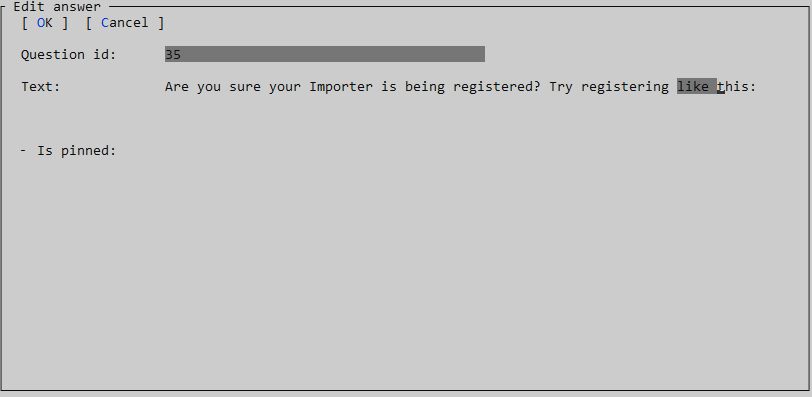 Edit answer
[ OK ] [ Cancel ]
Question id: 35
Text: Are you sure your Importer is being registered? Try registering like this:
- Is pinned: